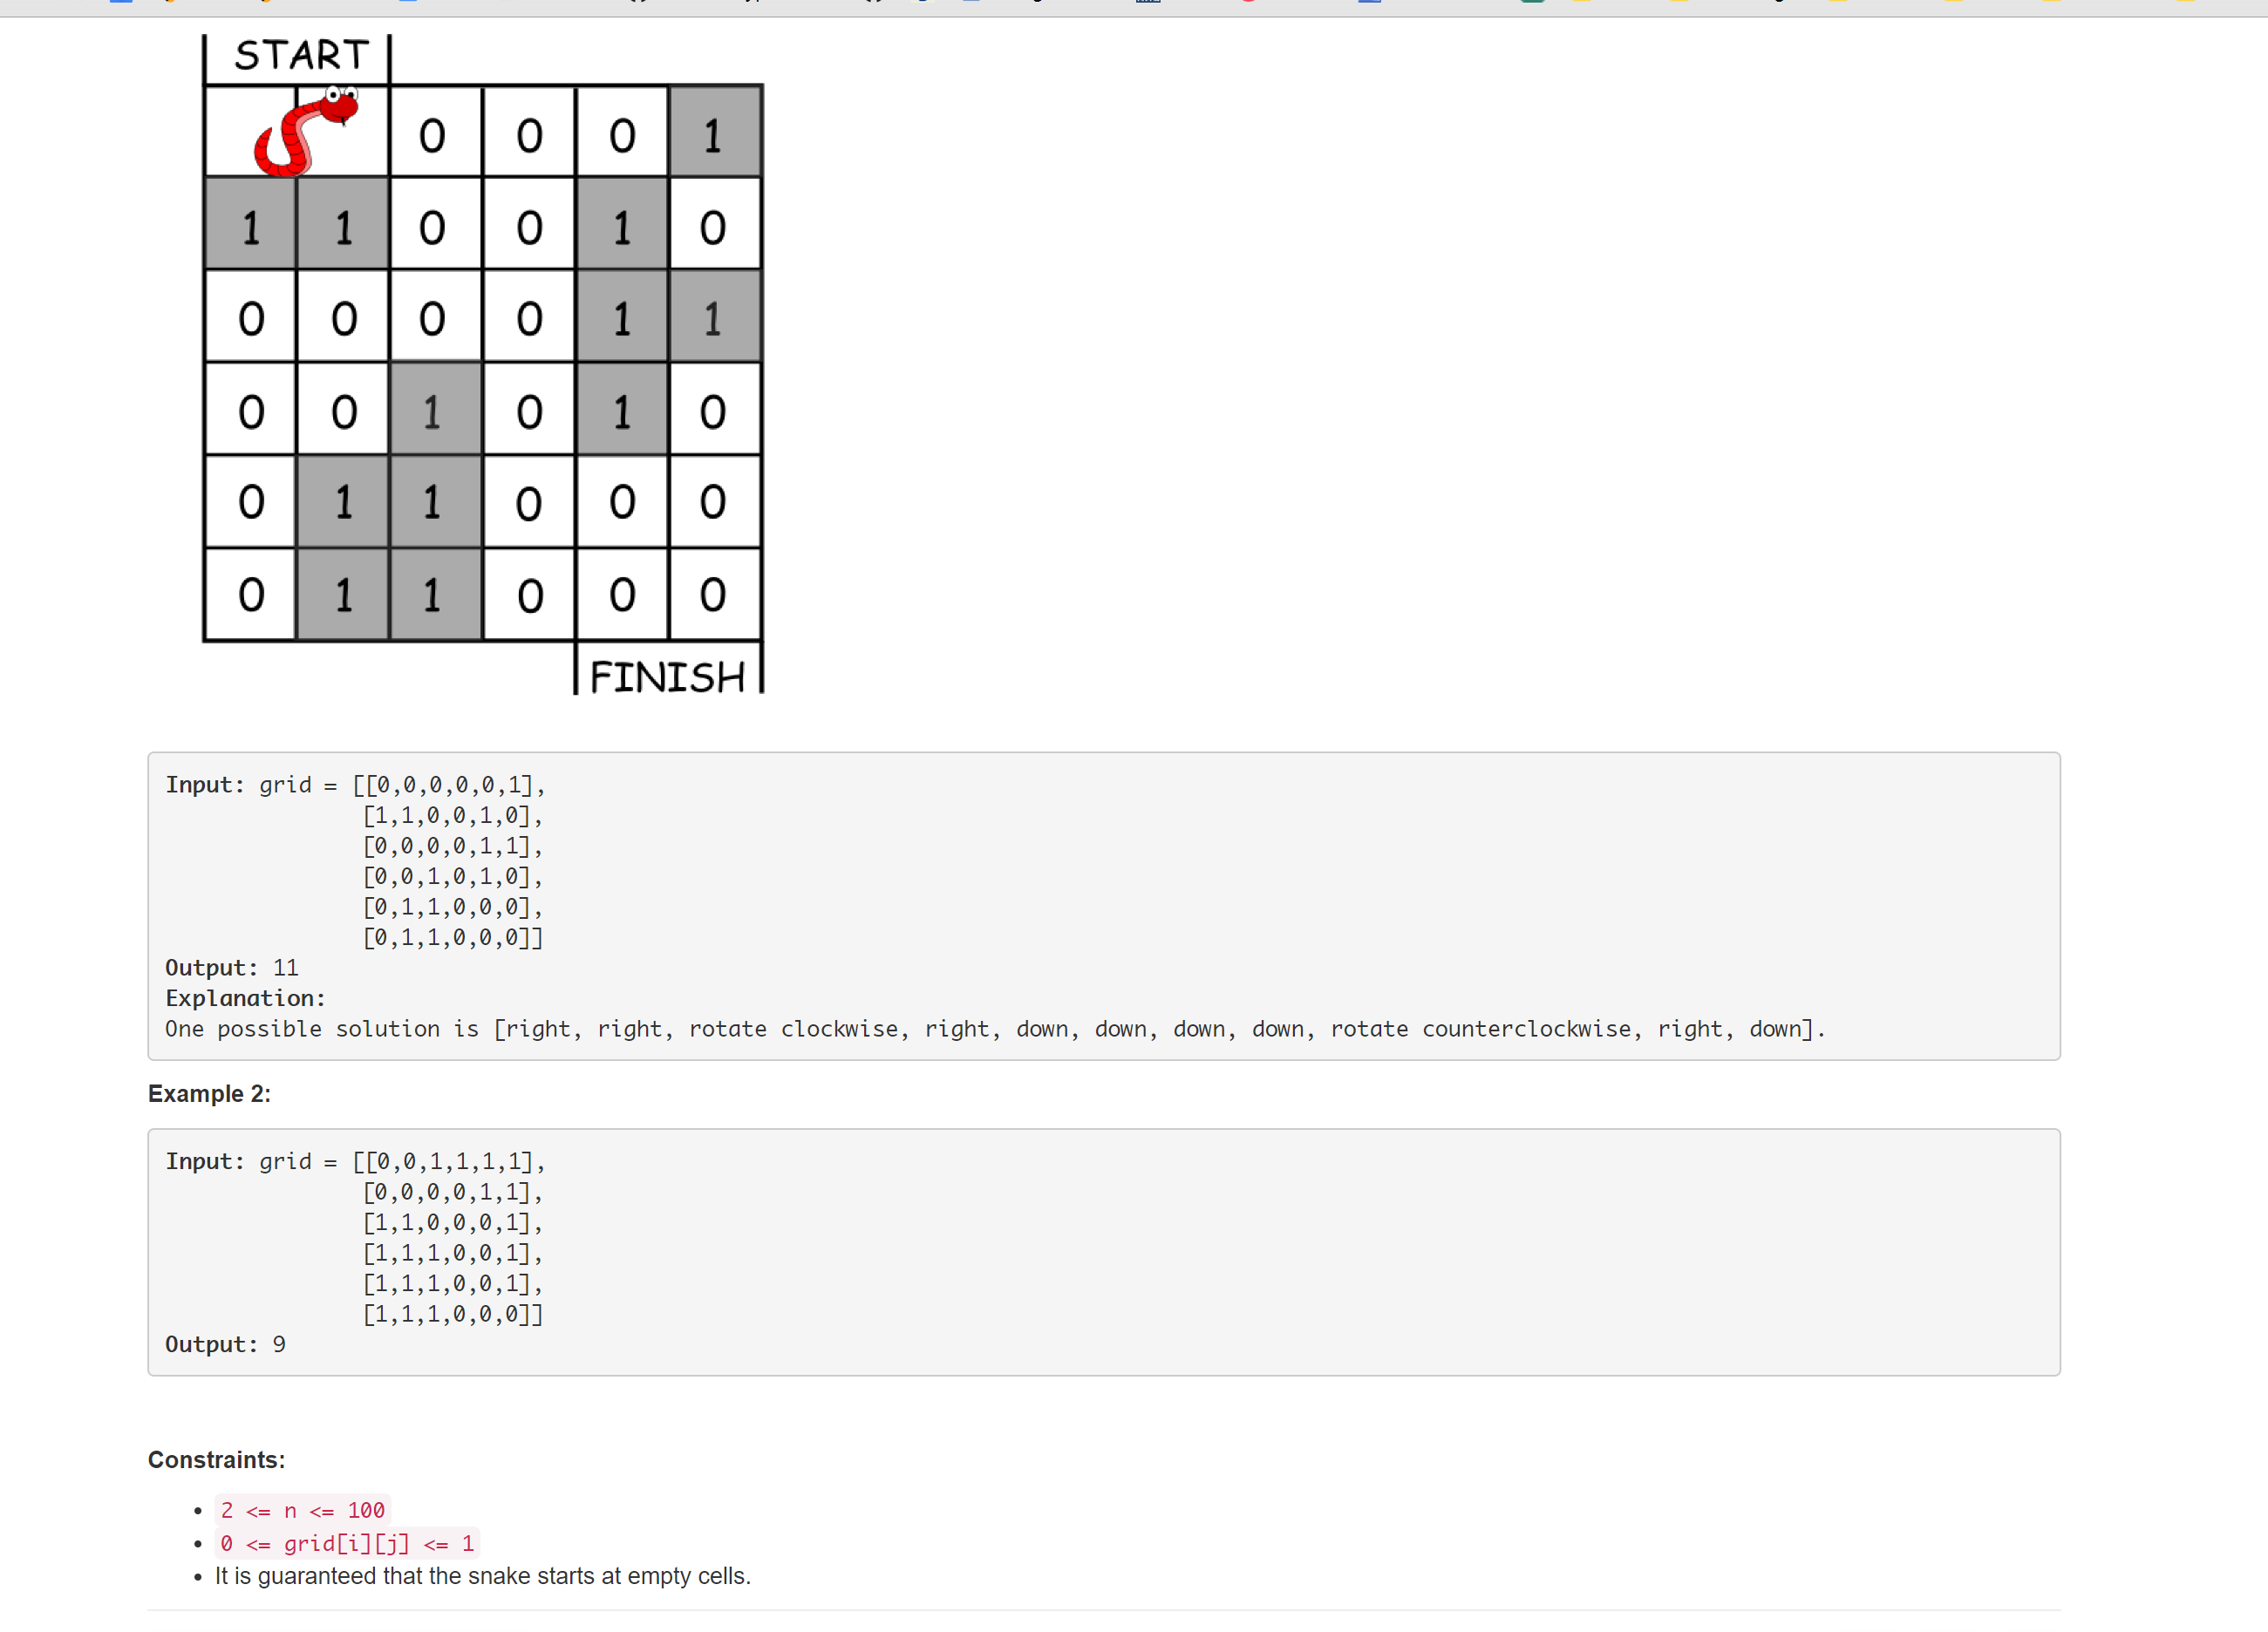 START
0 0 0 1
1 1 0 0 1 0
0 0 0 0 1 1
0 0 1 0 1 0
0 1 1 0 0 0
0 1 1 0 0 0
FINISH
Input: grid = [[0,0,0,0,0,1],
[1,1,0,0,1,0],
[0,0,0,0,1,1],
[0,0,1,0,1,0],
[0,1,1,0,0,0],
[0,1,1,0,0,0]]
Output: 11
Explanation:
One possible solution is [right, right, rotate clockwise, right, down, down, down, down, rotate counterclockwise, right, down].
Example 2:
Input: grid = [[0,0,1,1,1,1],
[0,0,0,0,1,1],
[1,1,0,0,0,1],
[1,1,1,0,0,1],
[1,1,1,0,0,1],
[1,1,1,0,0,0]]
Output: 9
Constraints:
• 2 <= n <= 100
• 0 <= grid[i][j] <= 1
• It is guaranteed that the snake starts at empty cells.